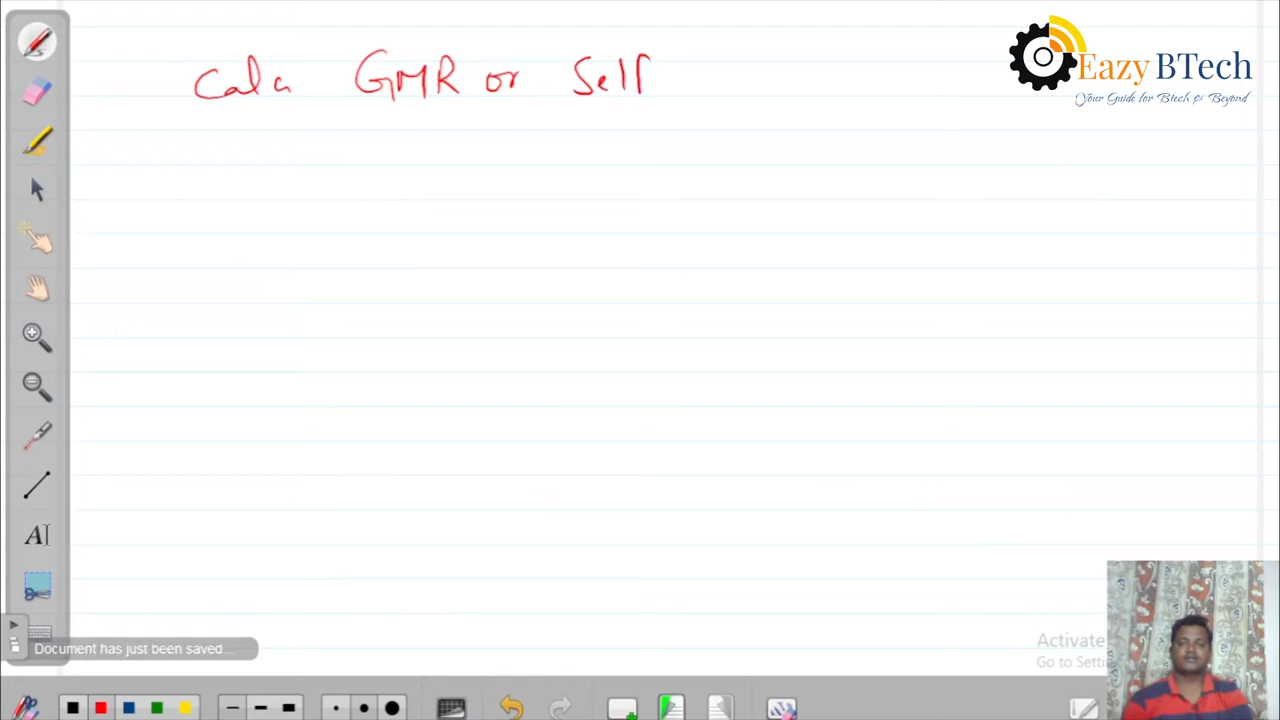 Cala GMR or Self
Eazy BTech
Your Guide for Btech & Beyond
A
Document has just been saved...
Activate
Go to Setti